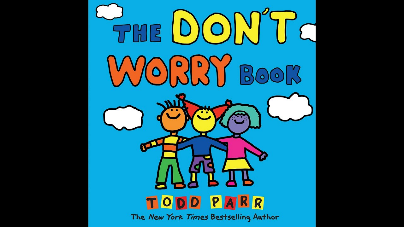 THE DON'T
WORRY BOOK
TODD PARR
The New York Times Bestselling Author